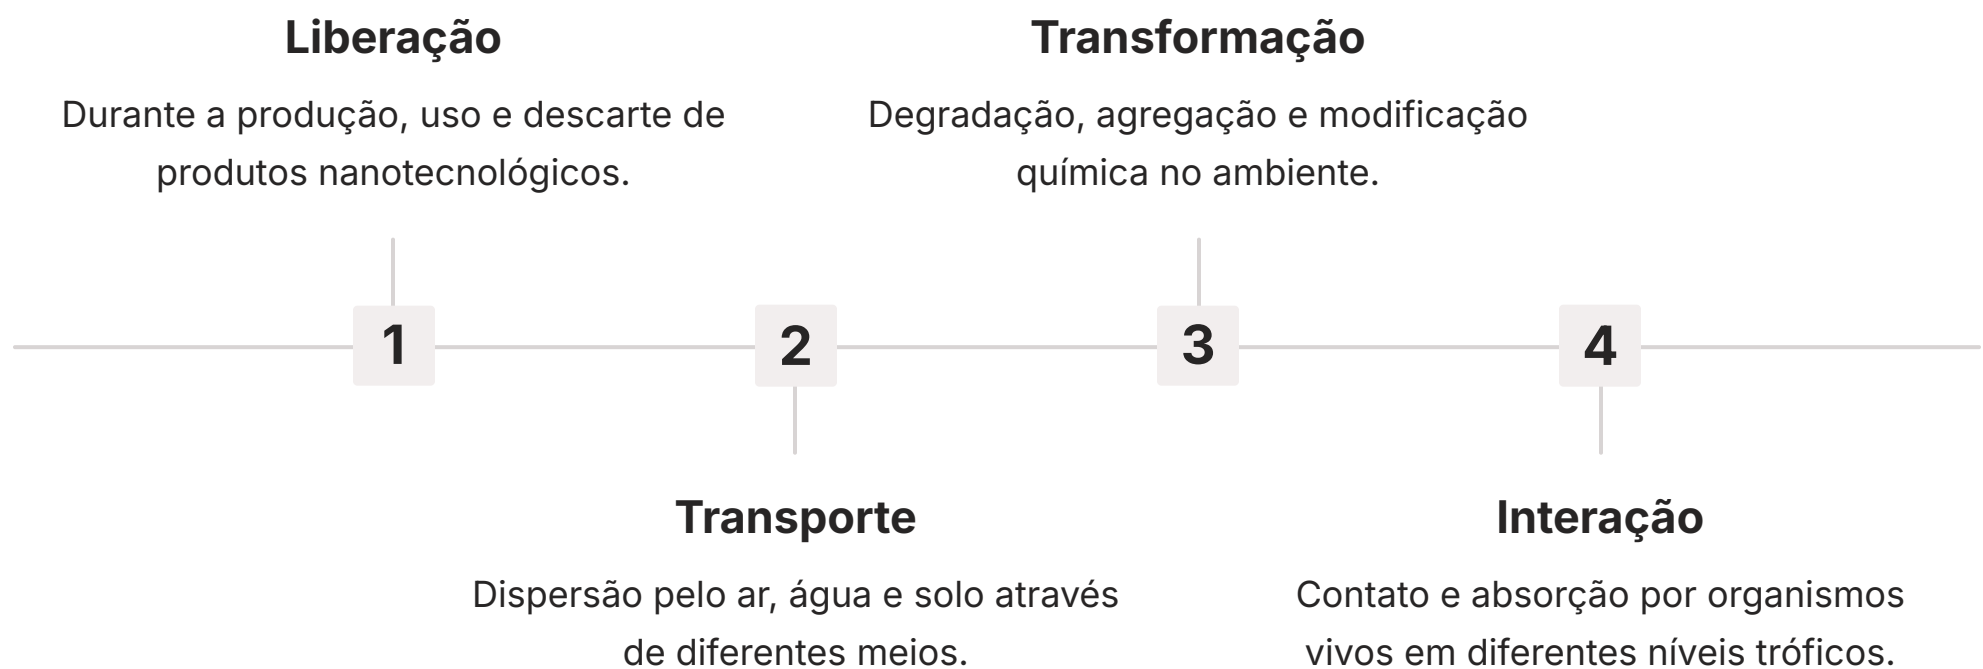 Liberação
Durante a produção, uso e descarte de
produtos nanotecnológicos.
1
2
Transporte
Dispersão pelo ar, água e solo através
de diferentes meios.
Transformação
Degradação, agregação e modificação
química no ambiente.
3
4
Interação
Contato e absorção por organismos
vivos em diferentes níveis tróficos.